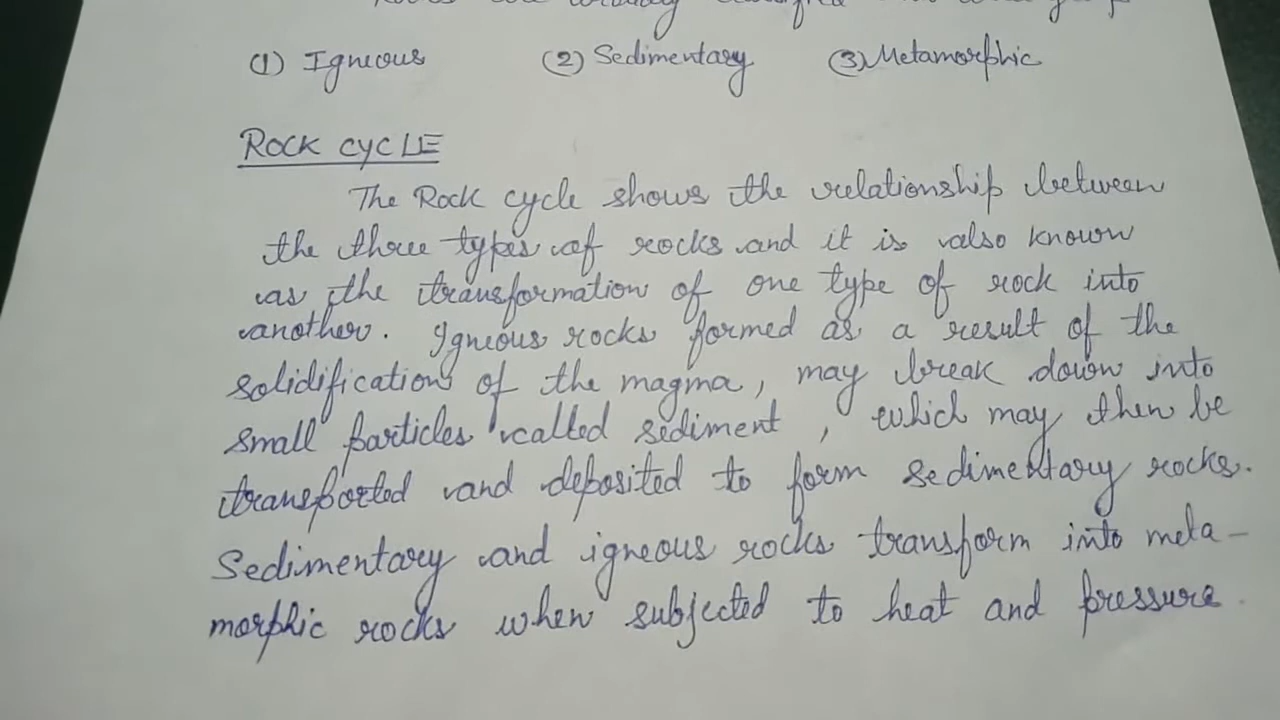 (1) Igneous (2) Sedimentary (3) Metamorphic
ROCK CYCLE
The Rock cycle shows the relationship between
the three types of rocks and it is also known
as the transformation of one type of rock into
another. Igneous rocks formed as a result of the
solidifications of the magma, may break down into
small particles called sediment, which may then be
transported and deposited to form sedimentary rocks.
Sedimentary and igneous rocks transform into meta-
morphic rocks when subjected to heat and pressure.